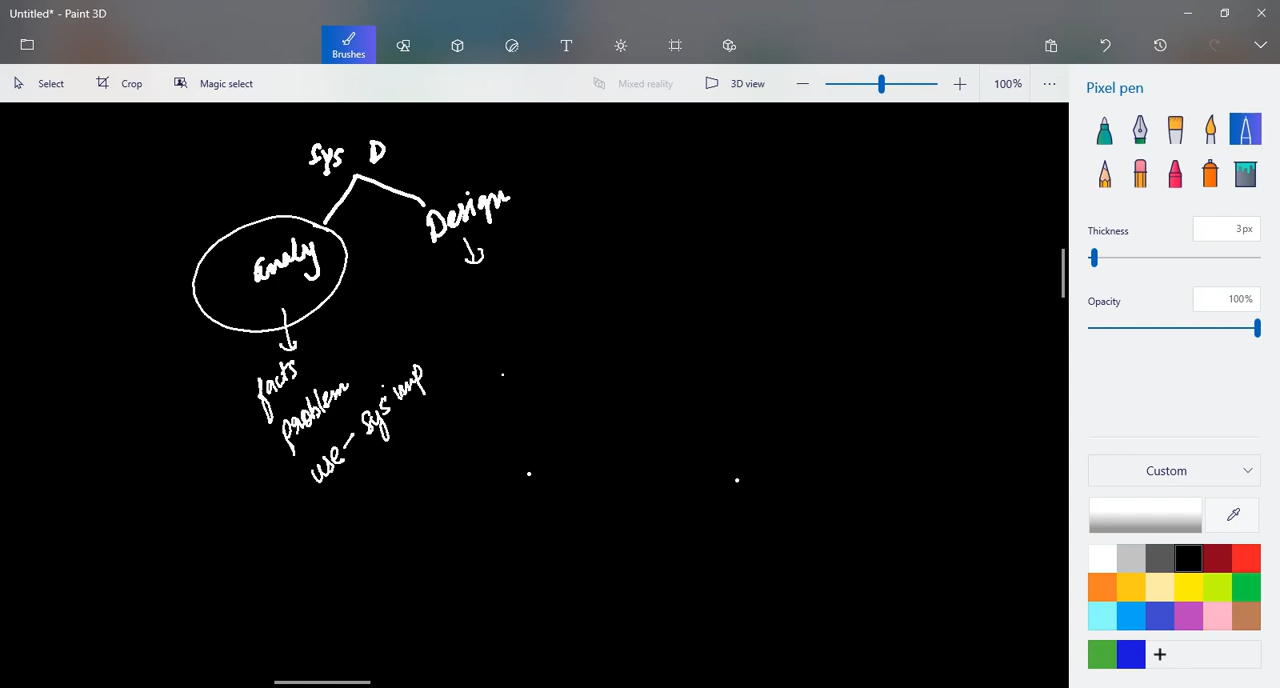 Untitled* - Paint 3D
Brushes
Select Crop Magic select Mixed reality 3D view 100%
Pixel pen
Thickness 3px
Opacity 100%
Custom
Sys D
Analy Design
facts
problem
use - sys imp